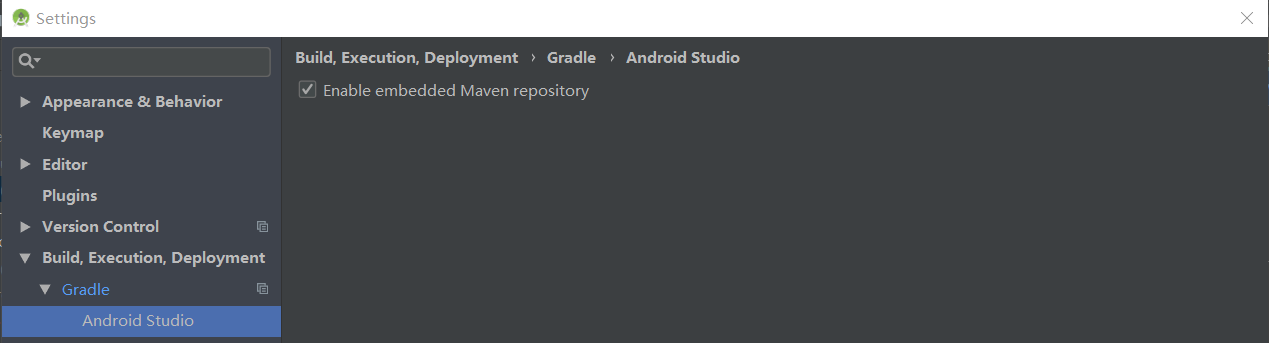 Settings
Build, Execution, Deployment › Gradle › Android Studio
Enable embedded Maven repository
Appearance & Behavior
Keymap
Editor
Plugins
Version Control
Build, Execution, Deployment
Gradle
Android Studio